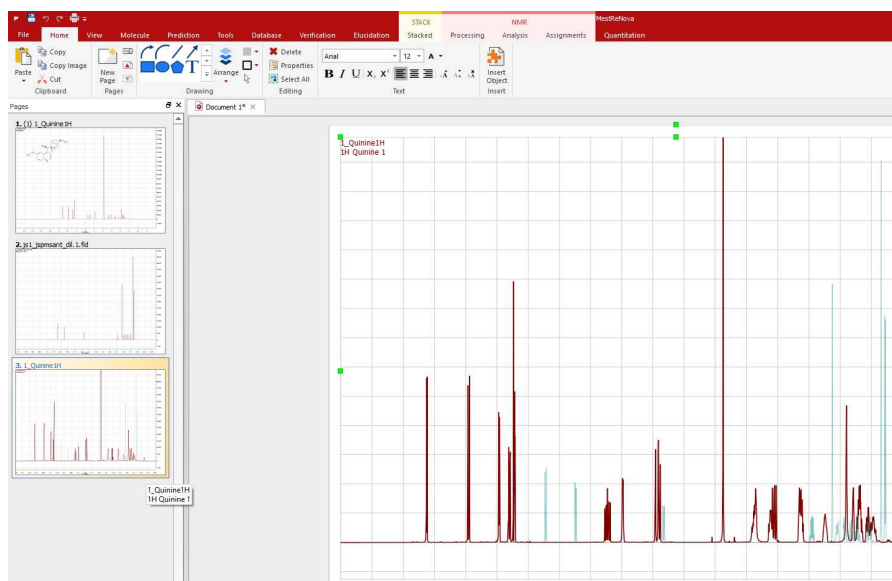 STACK
NMR
MestReNova
File
Home
View
Molecule
Prediction
Tools
Database
Verification
Elucidation
Stacked
Processing
Analysis
Assignments
Quantitation
Paste
Copy
Copy Image
Cut
Clipboard
New
Page
Pages
T
Arrange
Drawing
Delete
Properties
Select All
Editing
Arial
12
A
B I U X, X'
Text
Insert
Object
Insert
Pages
Document 1*
1. (1) 1_Quinine1H
2. js1_jspmsant_dil.1.fid
3. 1_Quinine1H
1_Quinine1H
1H Quinine 1
1_Quinine1H
1H Quinine 1